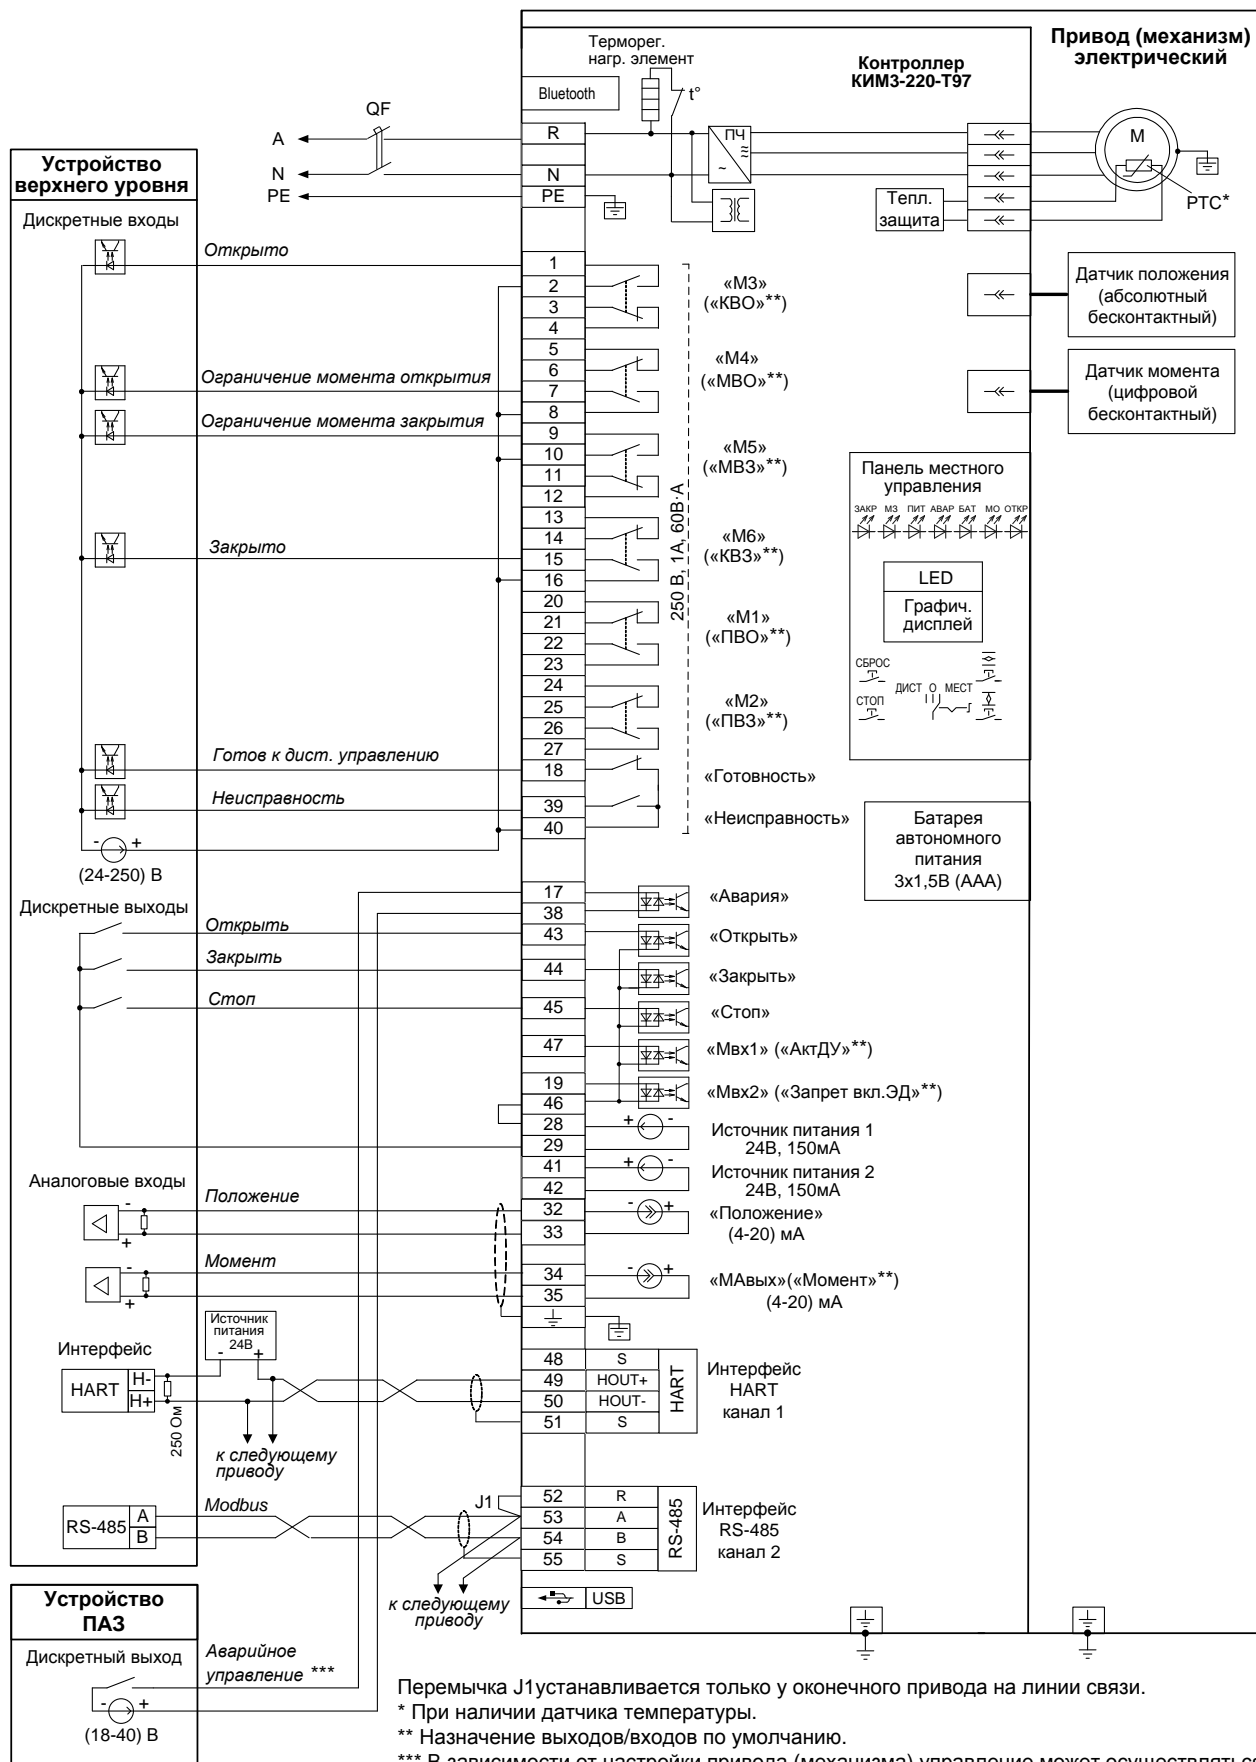 Терморег.
нагр. элемент
Bluetooth
t°
Контроллер
КИМ3-220-Т97
Привод (механизм)
электрический
QF
A
N
PE
R
N
PE
ПЧ
~
≈
M
Тепл.
защита
PTC*
Устройство
верхнего уровня
Дискретные входы
Открыто
Ограничение момента открытия
Ограничение момента закрытия
Закрыто
Готов к дист. управлению
Неисправность
- +
(24-250) В
1
2
3
4
5
6
7
8
9
10
11
12
13
14
15
16
20
21
22
23
24
25
26
27
18
39
40
«М3»
(«КВО»**)
«М4»
(«МВО»**)
«М5»
(«МВЗ»**)
«М6»
(«КВЗ»**)
«М1»
(«ПВО»**)
«М2»
(«ПВЗ»**)
«Готовность»
«Неисправность»
250 В, 1А, 60В·А
Датчик положения
(абсолютный
бесконтактный)
Датчик момента
(цифровой
бесконтактный)
Панель местного
управления
ЗАКР МЗ ПИТ АВАР БАТ МО ОТКР
LED
Графич.
дисплей
СБРОС
СТОП
ДИСТ О МЕСТ
Батарея
автономного
питания
3x1,5В (ААА)
Дискретные выходы
Открыть
Закрыть
Стоп
17
38
43
44
45
47
19
46
28
29
41
42
32
33
34
35
«Авария»
«Открыть»
«Закрыть»
«Стоп»
«Мвх1» («АктДУ»**)
«Мвх2» («Запрет вкл.ЭД»**)
+ -
Источник питания 1
24В, 150мА
+ -
Источник питания 2
24В, 150мА
- +
«Положение»
(4-20) мА
- +
«МАвых»(«Момент»**)
(4-20) мА
Аналоговые входы
Положение
-
+
Момент
-
+
Источник
питания
24В
- +
Интерфейс
HART
H-
H+
250 Ом
к следующему
приводу
48 S
49 HOUT+
50 HOUT-
51 S
HART
Интерфейс
HART
канал 1
RS-485
A
B
Modbus
J1
52 R
53 A
54 B
55 S
RS-485
Интерфейс
RS-485
канал 2
USB
к следующему
приводу
Устройство
ПАЗ
Дискретный выход
Аварийное
управление ***
- +
(18-40) В
Перемычка J1устанавливается только у оконечного привода на линии связи.
* При наличии датчика температуры.
** Назначение выходов/входов по умолчанию.
*** В зависимости от настройки привода (механизма) управление может осуществляться